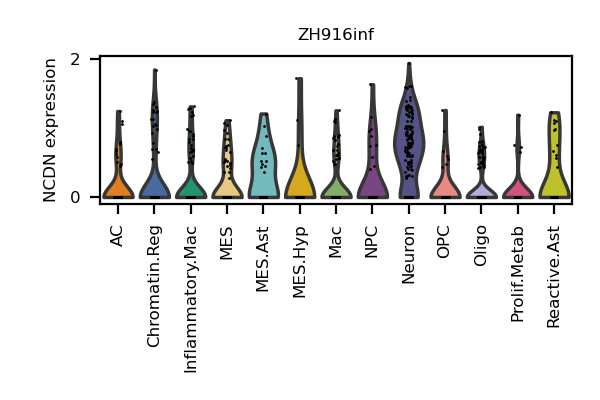 ZH916inf
NCDN expression
2
0
AC
Chromatin.Reg
Inflammatory.Mac
MES
MES.Ast
MES.Hyp
Mac
NPC
Neuron
OPC
Oligo
Prolif.Metab
Reactive.Ast